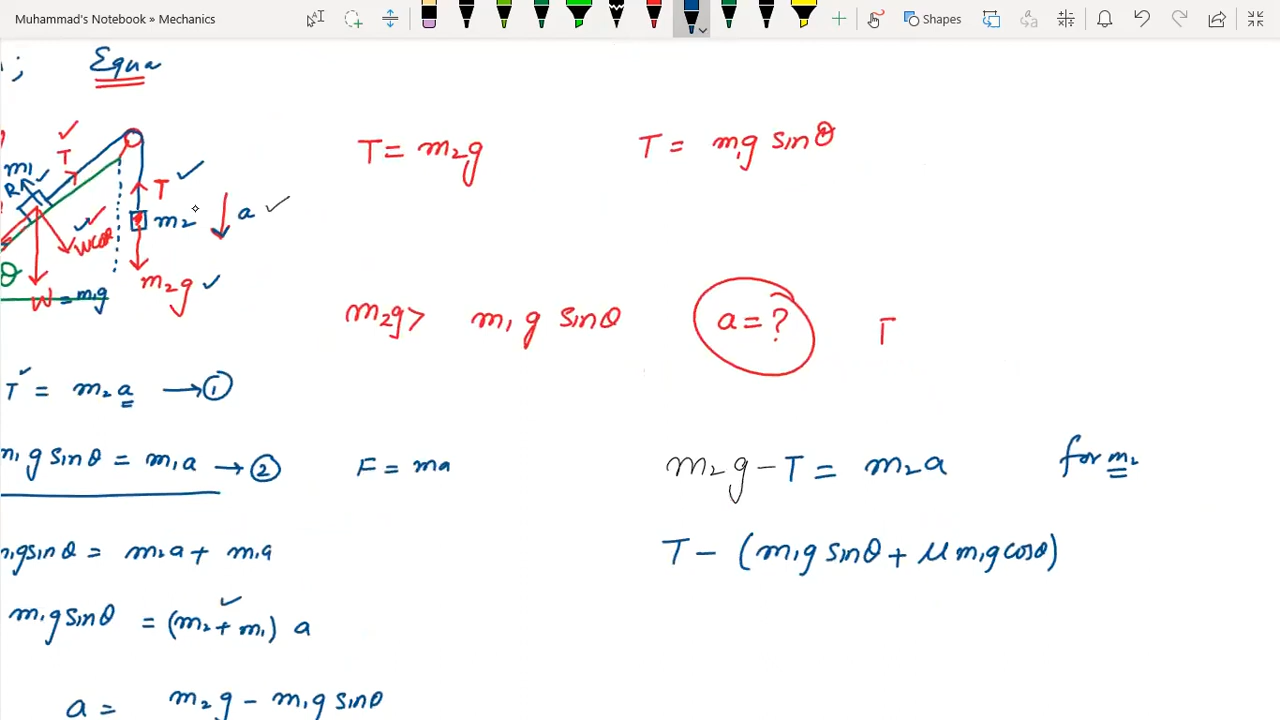 Muhammad's Notebook » Mechanics
Shapes
; Equa
T = m₂g
T = m₁g sinθ
m₁
T
R
T
m₂
a
WCOR
θ
m₂g
W = m₁g
m₂g > m₁g sinθ
a = ?
T
T = m₂a → ①
m₁g sinθ = m₁a → ②
F = ma
m₂g - T = m₂a
for m₂
m₁g sinθ = m₂a + m₁a
T - (m₁g sinθ + μm₁g cosθ)
m₁g sinθ = (m₂ + m₁) a
a = m₂g - m₁g sinθ